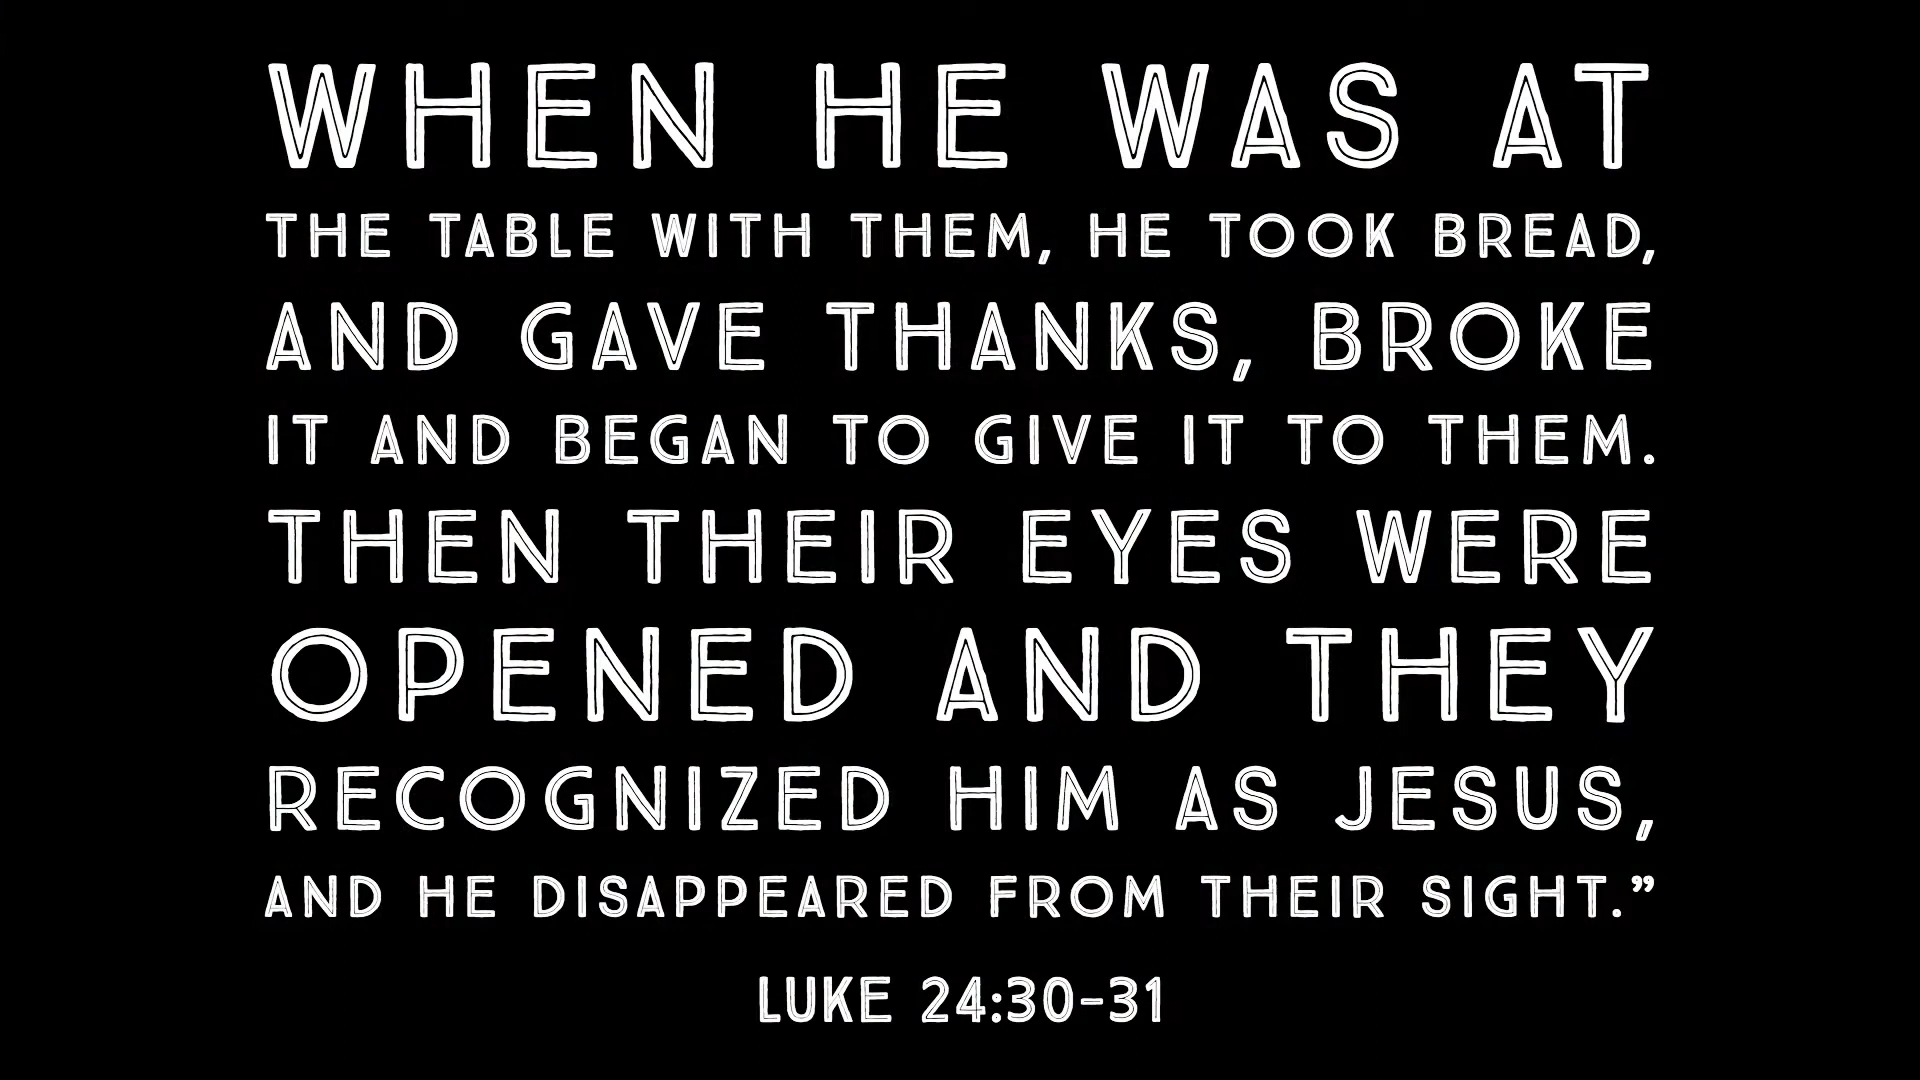 WHEN HE WAS AT
THE TABLE WITH THEM, HE TOOK BREAD,
AND GAVE THANKS, BROKE
IT AND BEGAN TO GIVE IT TO THEM.
THEN THEIR EYES WERE
OPENED AND THEY
RECOGNIZED HIM AS JESUS,
AND HE DISAPPEARED FROM THEIR SIGHT.”
LUKE 24:30-31